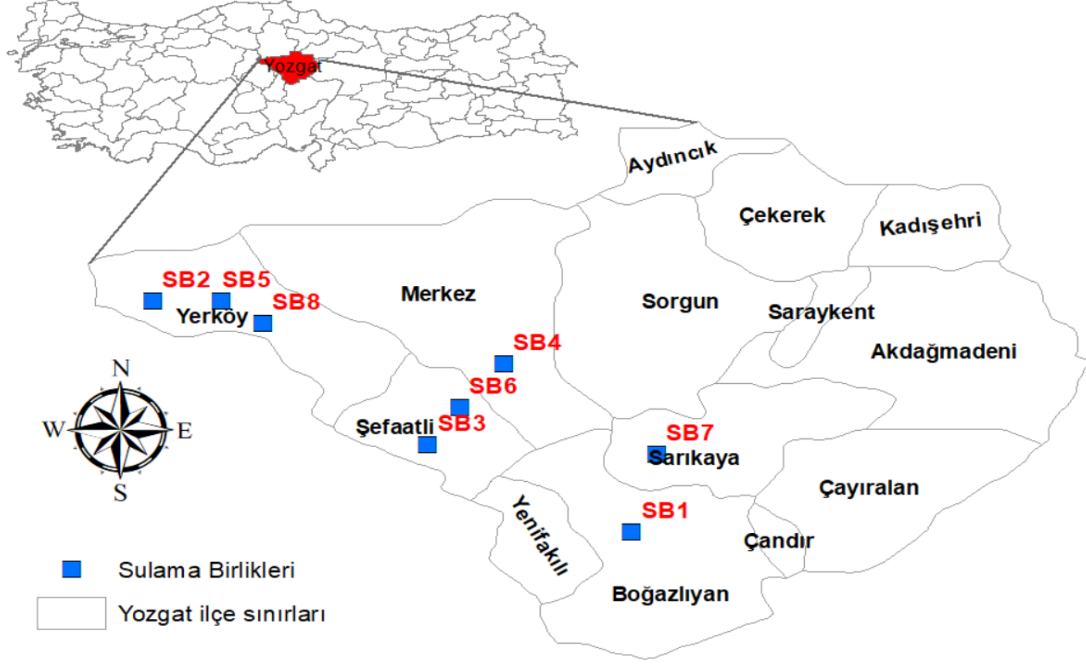 Yozgat
Aydıncık
Çekerek
Kadışehri
SB2
SB5
SB8
Yerköy
Merkez
Sorgun
Saraykent
Akdağmadeni
SB4
SB6
SB3
Şefaatli
SB7
Sarıkaya
Çayıralan
SB1
Yenifakılı
Çandır
Boğazlıyan
N
W
E
S
Sulama Birlikleri
Yozgat ilçe sınırları